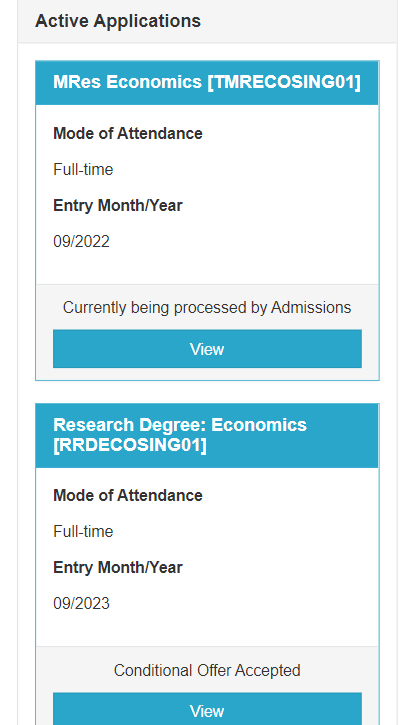 Active Applications
MRes Economics [TMRECOSING01]
Mode of Attendance
Full-time
Entry Month/Year
09/2022
Currently being processed by Admissions
View
Research Degree: Economics
[RRDECOSING01]
Mode of Attendance
Full-time
Entry Month/Year
09/2023
Conditional Offer Accepted
View